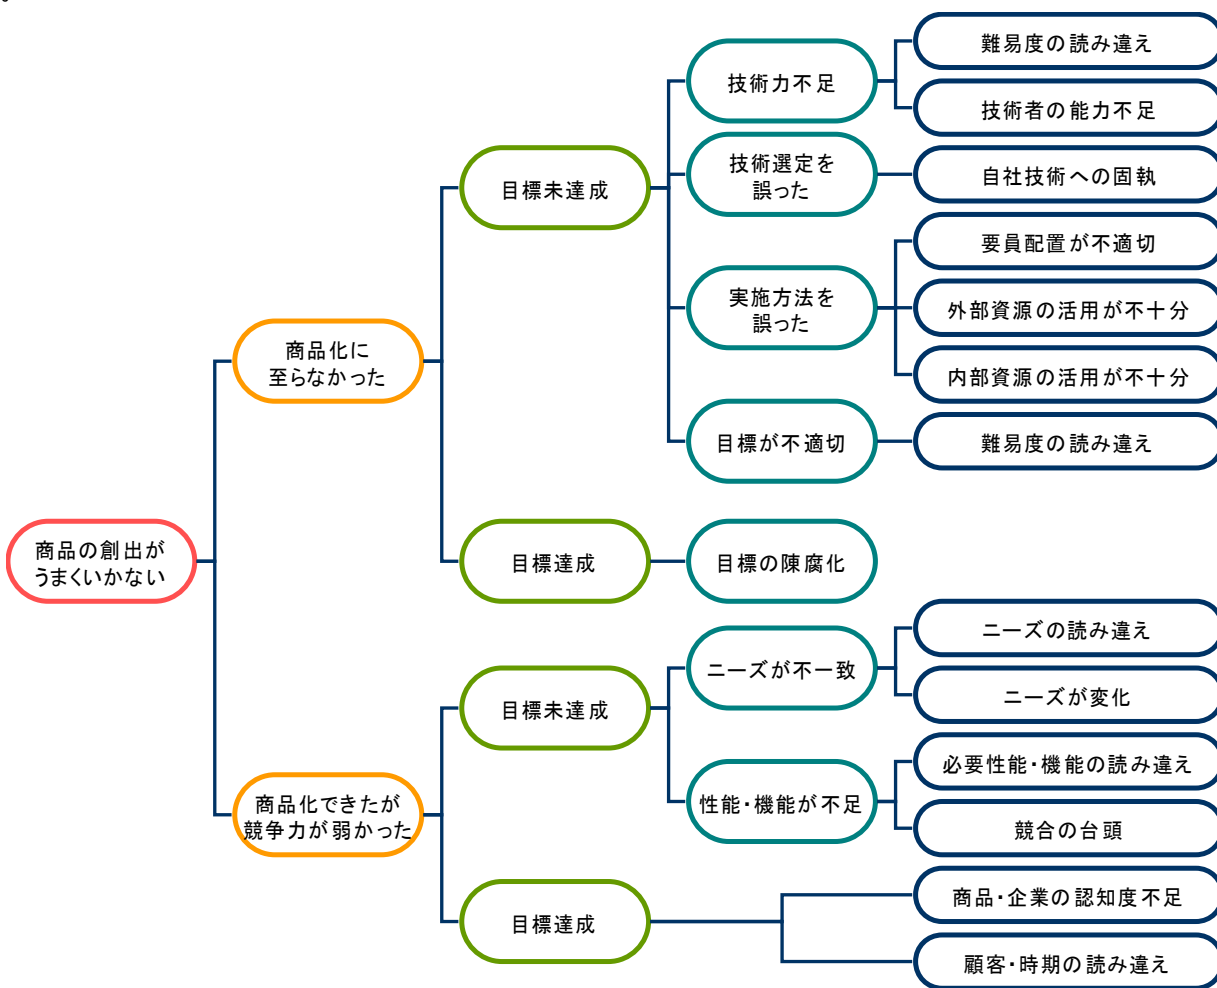 。
難易度の読み違え
技術力不足
技術者の能力不足
技術選定を
誤った
自社技術への固執
目標未達成
要員配置が不適切
実施方法を
誤った
外部資源の活用が不十分
商品化に
至らなかった
内部資源の活用が不十分
目標が不適切
難易度の読み違え
商品の創出が
うまくいかない
目標達成
目標の陳腐化
ニーズの読み違え
ニーズが不一致
ニーズが変化
目標未達成
必要性能・機能の読み違え
性能・機能が不足
商品化できたが
競争力が弱かった
競合の台頭
商品・企業の認知度不足
目標達成
顧客・時期の読み違え